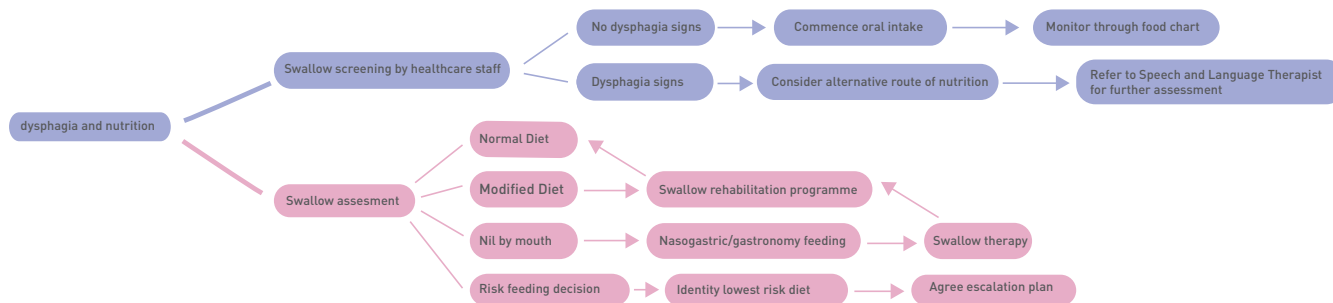 No dysphagia signs
Commence oral intake
Monitor through food chart
Swallow screening by healthcare staff
Dysphagia signs
Consider alternative route of nutrition
Refer to Speech and Language Therapist
for further assessment
dysphagia and nutrition
Normal Diet
Modified Diet
Swallow rehabilitation programme
Swallow assesment
Nil by mouth
Nasogastric/gastronomy feeding
Swallow therapy
Risk feeding decision
Identity lowest risk diet
Agree escalation plan